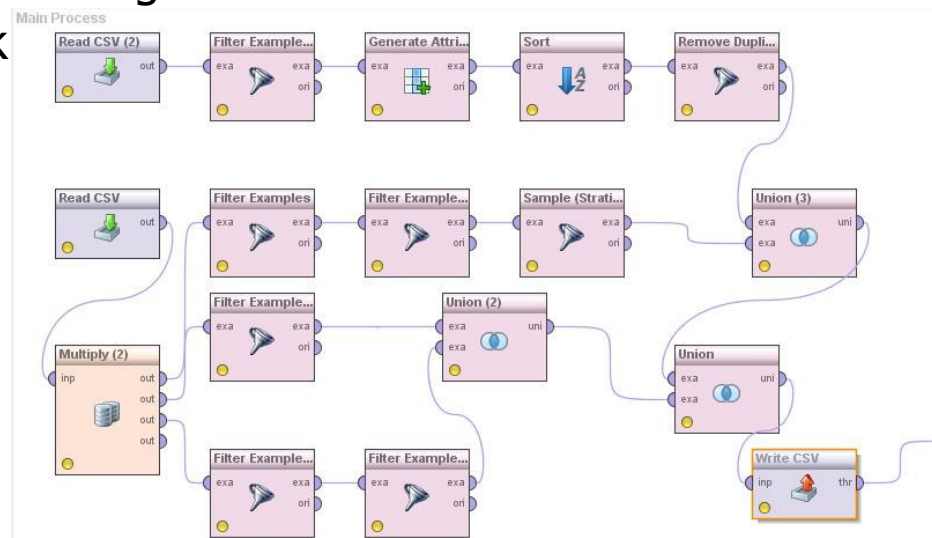 g
k
Main Process
Read CSV (2)
out
Filter Example...
exa
exa
ori
Generate Attri...
exa
exa
ori
Sort
exa
exa
ori
Remove Dupli...
exa
exa
ori
Read CSV
out
Filter Examples
exa
exa
ori
Filter Example...
exa
exa
ori
Sample (Strati...
exa
exa
ori
Union (3)
exa
uni
exa
Filter Example...
exa
exa
ori
Union (2)
exa
uni
exa
Multiply (2)
inp
out
out
out
out
Union
exa
uni
exa
Filter Example...
exa
exa
ori
Filter Example...
exa
exa
ori
Write CSV
inp
thr